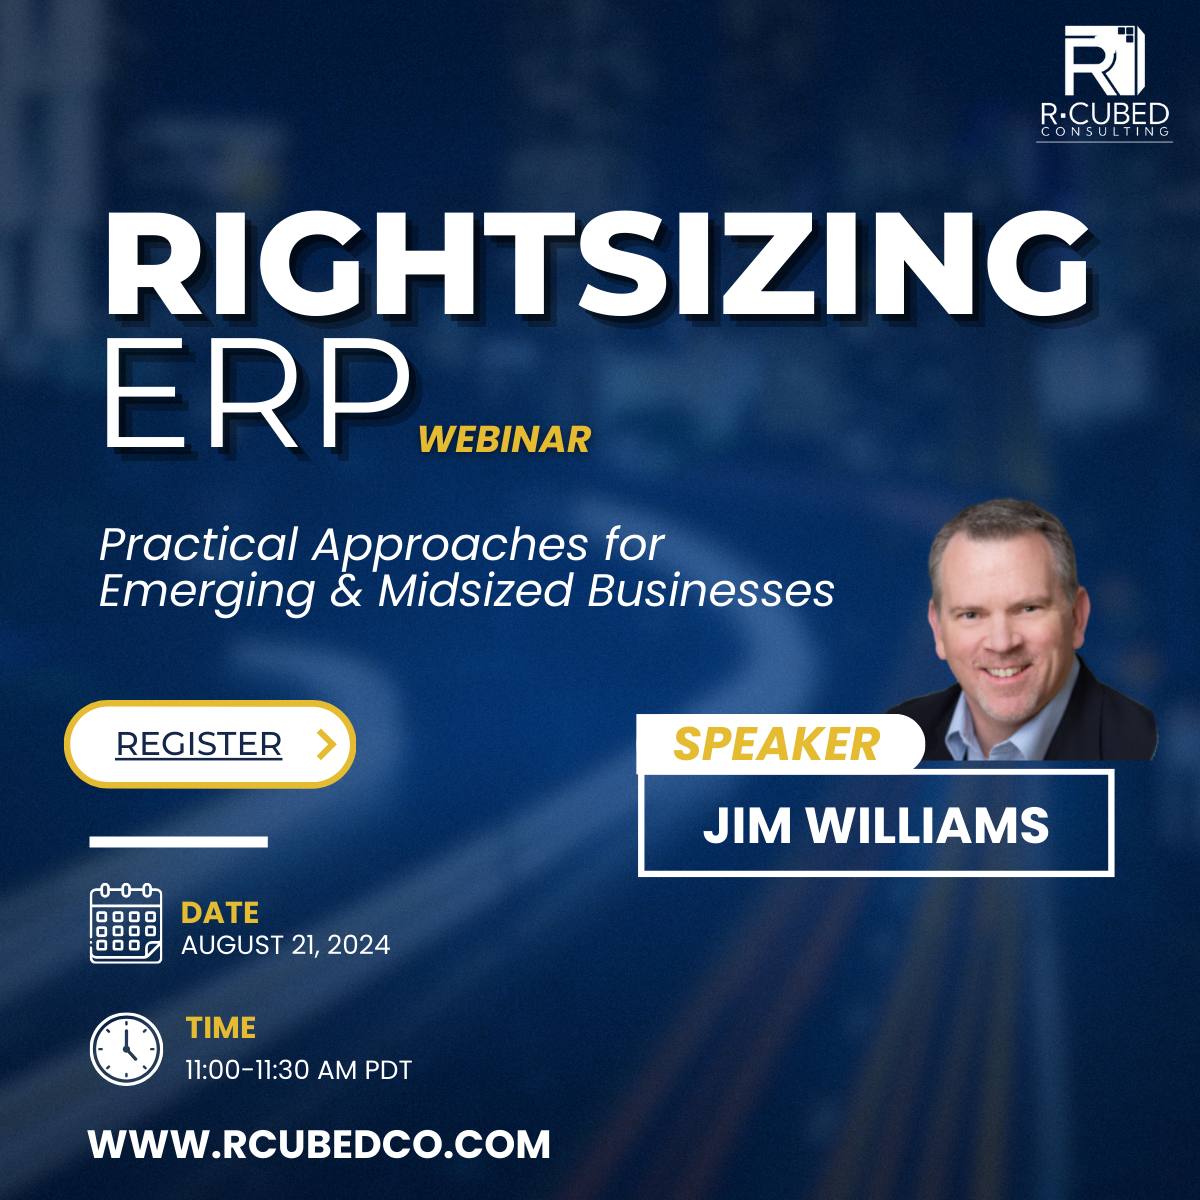 R·CUBED
CONSULTING
RIGHTSIZING
ERP WEBINAR
Practical Approaches for
Emerging & Midsized Businesses
REGISTER
SPEAKER
JIM WILLIAMS
DATE
AUGUST 21, 2024
TIME
11:00-11:30 AM PDT
WWW.RCUBEDCO.COM